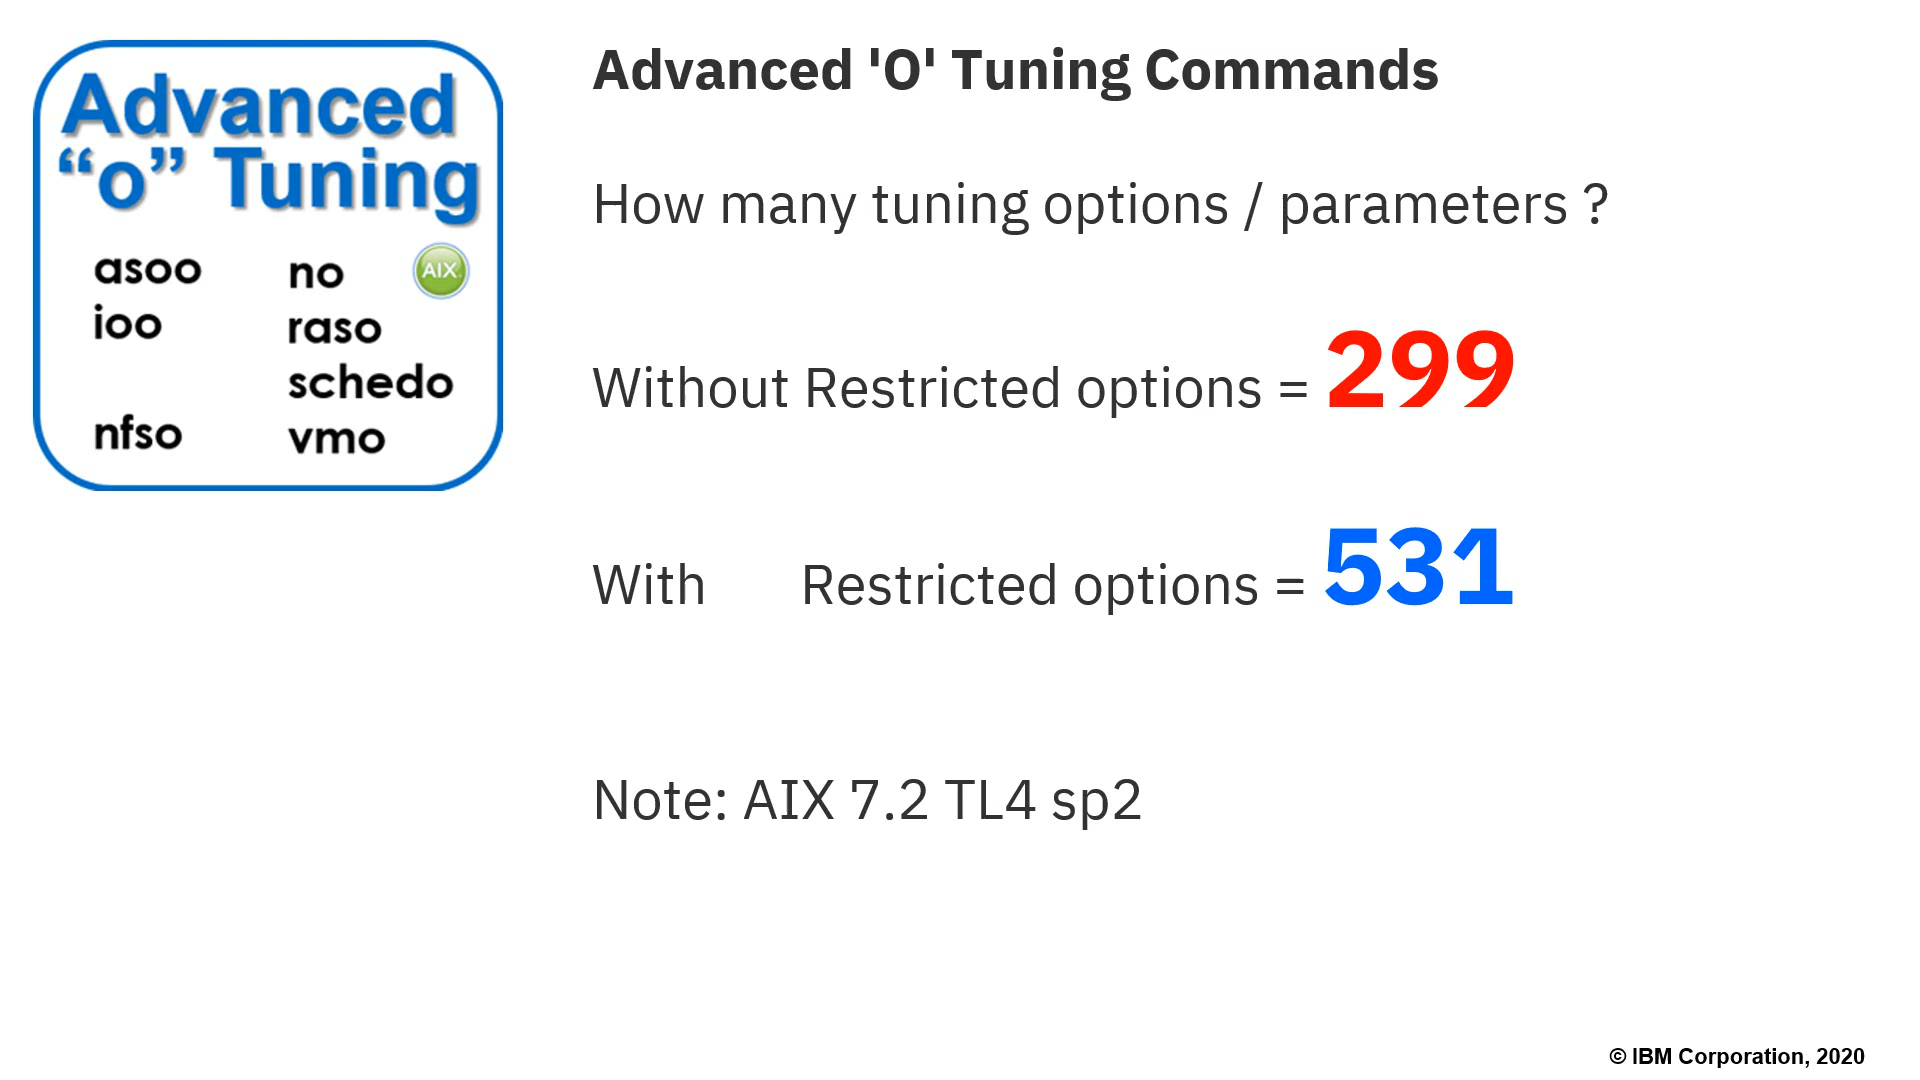 Advanced
“o” Tuning
asoo no AIX
ioo raso
schedo
nfso vmo
Advanced 'O' Tuning Commands
How many tuning options / parameters ?
Without Restricted options = 299
With Restricted options = 531
Note: AIX 7.2 TL4 sp2
© IBM Corporation, 2020